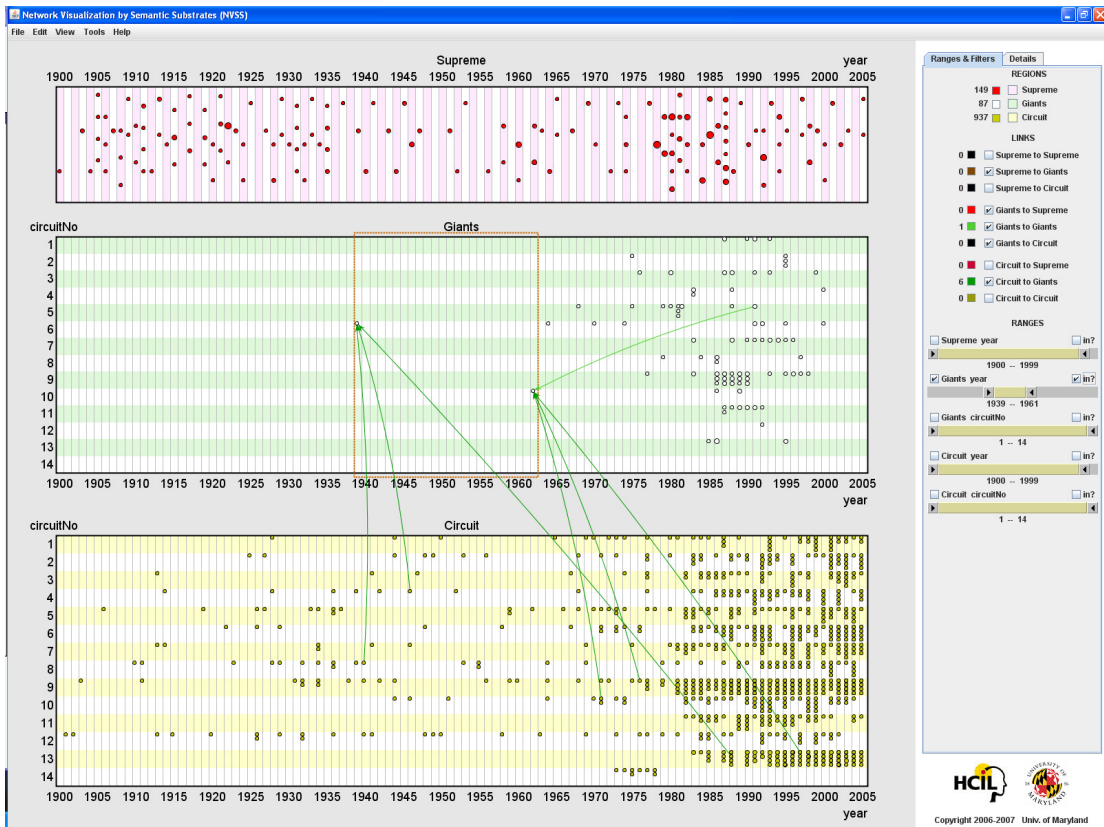 Network Visualization by Semantic Substrates (NVSS)
File Edit View Tools Help
Supreme year
1900 1905 1910 1915 1920 1925 1930 1935 1940 1945 1950 1955 1960 1965 1970 1975 1980 1985 1990 1995 2000 2005
circuitNo Giants
1
2
3
4
5
6
7
8
9
10
11
12
13
14
1900 1905 1910 1915 1920 1925 1930 1935 1940 1945 1950 1955 1960 1965 1970 1975 1980 1985 1990 1995 2000 2005
year
circuitNo Circuit
1
2
3
4
5
6
7
8
9
10
11
12
13
14
1900 1905 1910 1915 1920 1925 1930 1935 1940 1945 1950 1955 1960 1965 1970 1975 1980 1985 1990 1995 2000 2005
year
Ranges & Filters Details
REGIONS
149 Supreme
87 Giants
937 Circuit
LINKS
0 Supreme to Supreme
0 Supreme to Giants
0 Supreme to Circuit
0 Giants to Supreme
1 Giants to Giants
0 Giants to Circuit
0 Circuit to Supreme
6 Circuit to Giants
0 Circuit to Circuit
RANGES
Supreme year in?
1900 -- 1999
Giants year in?
1939 -- 1961
Giants circuitNo in?
1 -- 14
Circuit year in?
1900 -- 1999
Circuit circuitNo in?
1 -- 14
HCIL
UNIVERSITY OF
MARYLAND
Copyright 2006-2007 Univ. of Maryland